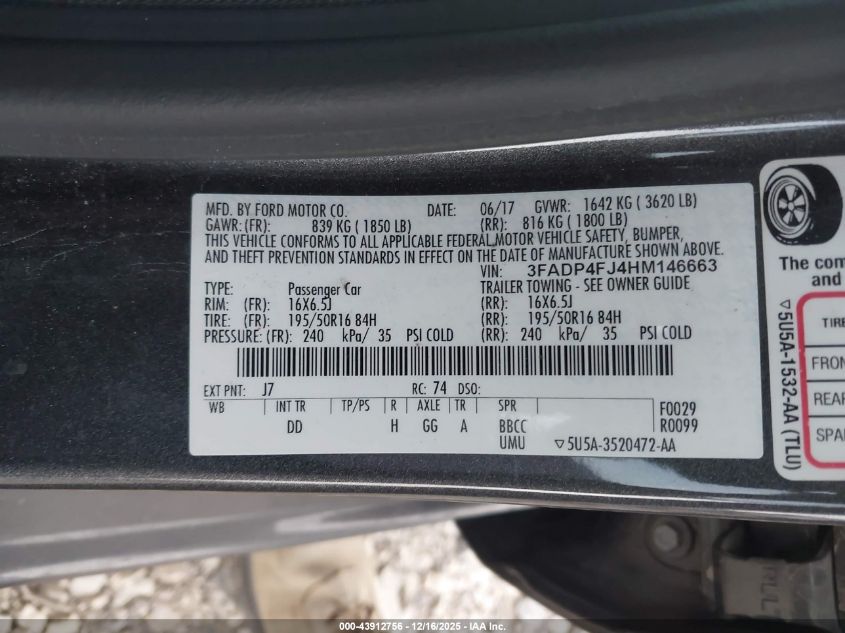 MFD. BY FORD MOTOR CO. DATE: 06/17 GVWR: 1642 KG ( 3620 LB)
GAWR: (FR): 839 KG ( 1850 LB) (RR): 816 KG ( 1800 LB)
THIS VEHICLE CONFORMS TO ALL APPLICABLE FEDERAL MOTOR VEHICLE SAFETY, BUMPER,
AND THEFT PREVENTION STANDARDS IN EFFECT ON THE DATE OF MANUFACTURE SHOWN ABOVE.
VIN: 3FADP4FJ4HM146663
TYPE: Passenger Car TRAILER TOWING - SEE OWNER GUIDE
RIM: (FR): 16X6.5J (RR): 16X6.5J
TIRE: (FR): 195/50R16 84H (RR): 195/50R16 84H
PRESSURE: (FR): 240 kPa/ 35 PSI COLD (RR): 240 kPa/ 35 PSI COLD
EXT PNT: J7 RC: 74 DSO:
WB INT TR TP/PS R AXLE TR SPR F0029
DD H GG A BBCC R0099
UMU ▽5U5A-3520472-AA
The com
and
▽5U5A-1532-AA (TLU)
TIRE
FRON
REAR
SPA
000-43912756 - 12/16/2025 - IAA Inc.